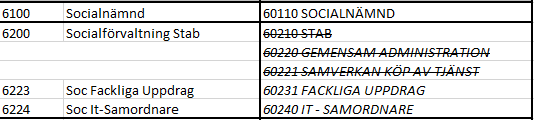 6100 Socialnämnd 60110 SOCIALNÄMND
6200 Socialförvaltning Stab 60210 STAB
60220 GEMENSAM ADMINISTRATION
60221 SAMVERKAN KÖP AV TJÄNST
6223 Soc Fackliga Uppdrag 60231 FACKLIGA UPPDRAG
6224 Soc It-Samordnare 60240 IT - SAMORDNARE